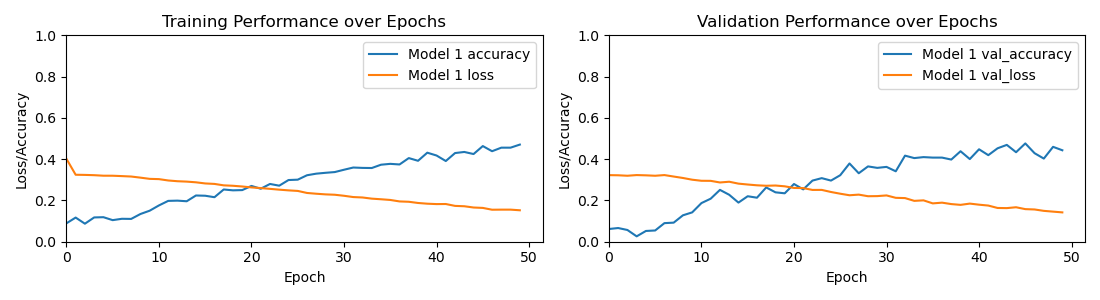 Training Performance over Epochs
Loss/Accuracy
1.0
0.8
0.6
0.4
0.2
0.0
0 10 20 30 40 50
Epoch
Model 1 accuracy
Model 1 loss
Validation Performance over Epochs
Loss/Accuracy
1.0
0.8
0.6
0.4
0.2
0.0
0 10 20 30 40 50
Epoch
Model 1 val_accuracy
Model 1 val_loss